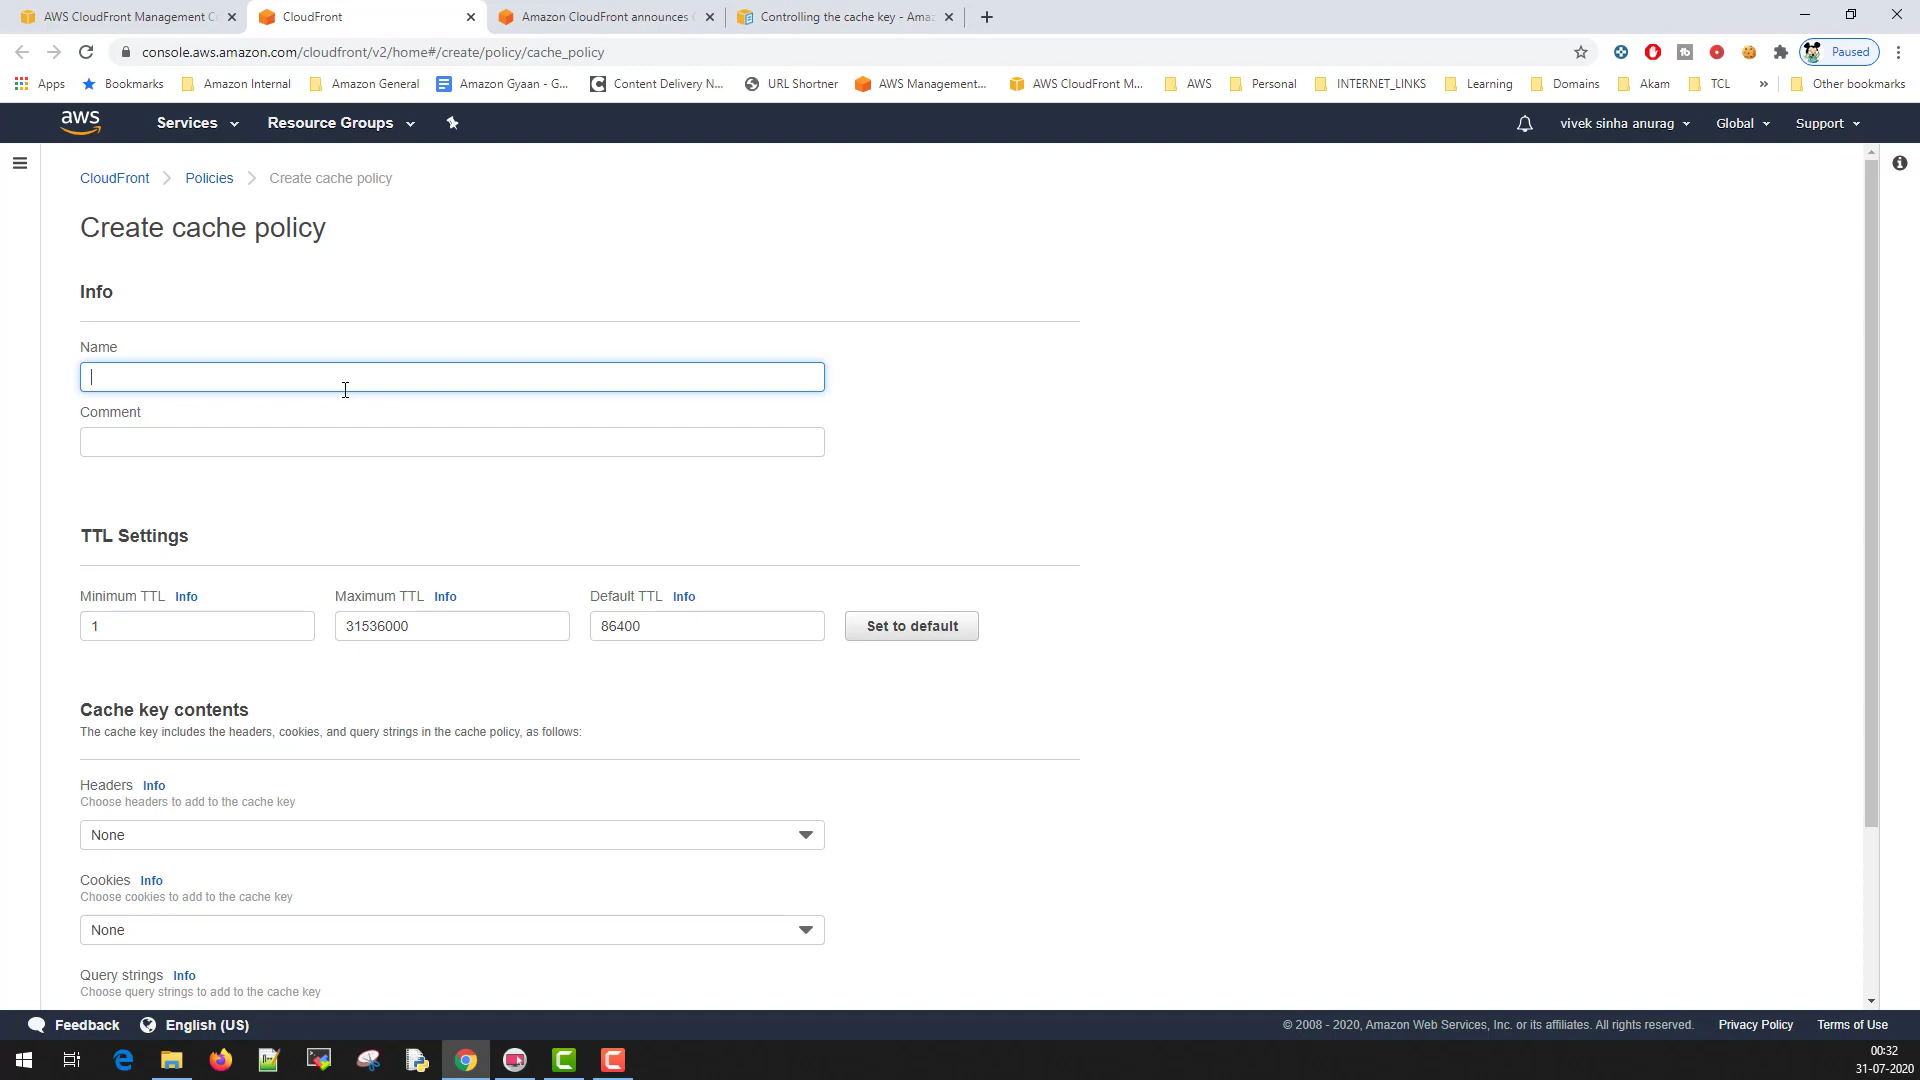 AWS CloudFront Management C
CloudFront
Amazon CloudFront announces
Controlling the cache key - Ama
console.aws.amazon.com/cloudfront/v2/home#/create/policy/cache_policy
Paused
Apps
Bookmarks
Amazon Internal
Amazon General
Amazon Gyaan - G...
Content Delivery N...
URL Shortner
AWS Management...
AWS CloudFront M...
AWS
Personal
INTERNET_LINKS
Learning
Domains
Akam
TCL
»
Other bookmarks
aws
Services
Resource Groups
vivek sinha anurag
Global
Support
CloudFront
Policies
Create cache policy
Create cache policy
Info
Name
Comment
TTL Settings
Minimum TTL Info
Maximum TTL Info
Default TTL Info
1
31536000
86400
Set to default
Cache key contents
The cache key includes the headers, cookies, and query strings in the cache policy, as follows:
Headers Info
Choose headers to add to the cache key
None
Cookies Info
Choose cookies to add to the cache key
None
Query strings Info
Choose query strings to add to the cache key
Feedback
English (US)
© 2008 - 2020, Amazon Web Services, Inc. or its affiliates. All rights reserved.
Privacy Policy
Terms of Use
00:32
31-07-2020